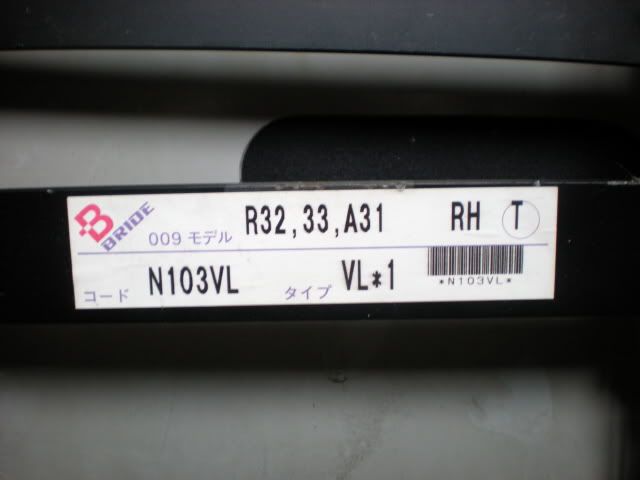 B BRIDE
009 モデル R32,33,A31 RH T
コード N103VL タイプ VL*1
*N103VL*